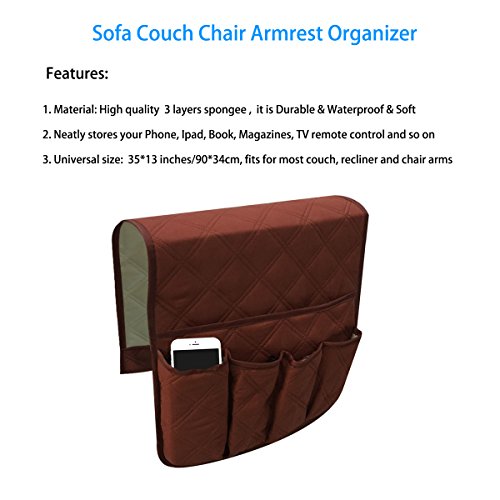 Sofa Couch Chair Armrest Organizer
Features:
1. Material: High quality 3 layers spongee , it is Durable & Waterproof & Soft
2. Neatly stores your Phone, Ipad, Book, Magazines, TV remote control and so on
3. Universal size: 35*13 inches/90*34cm, fits for most couch, recliner and chair arms